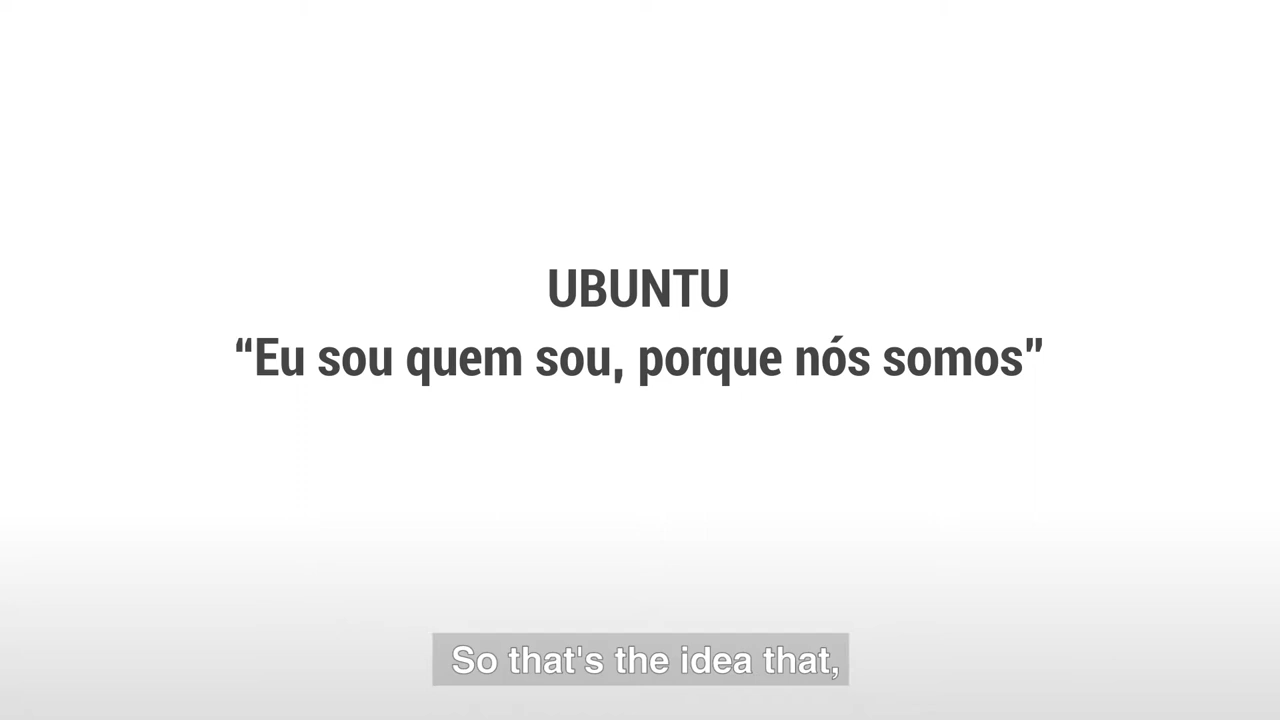 UBUNTU
“Eu sou quem sou, porque nós somos”
So that's the idea that,